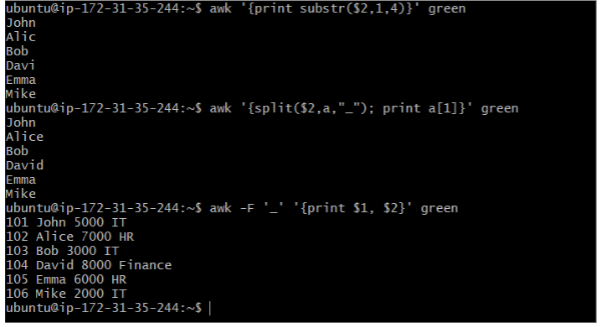 ubuntu@ip-172-31-35-244:~$ awk '{print substr($2,1,4)}' green
John
Alic
Bob
Davi
Emma
Mike
ubuntu@ip-172-31-35-244:~$ awk '{split($2,a,"_"); print a[1]}' green
John
Alice
Bob
David
Emma
Mike
ubuntu@ip-172-31-35-244:~$ awk -F '_' '{print $1, $2}' green
101 John 5000 IT
102 Alice 7000 HR
103 Bob 3000 IT
104 David 8000 Finance
105 Emma 6000 HR
106 Mike 2000 IT
ubuntu@ip-172-31-35-244:~$